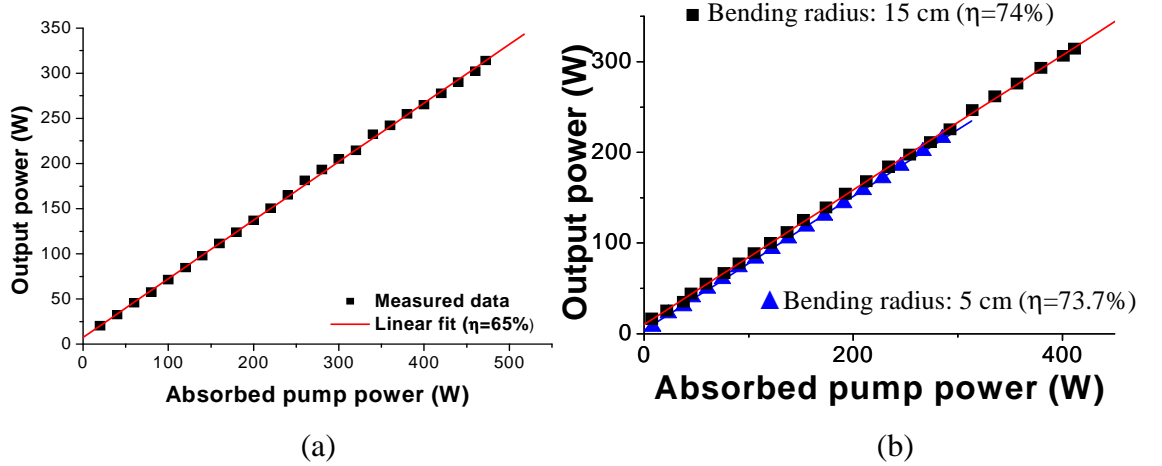 350
300
250
200
150
100
50
0
Output power (W)
Measured data
Linear fit (η=65%)
0 100 200 300 400 500
Absorbed pump power (W)
(a)
Bending radius: 15 cm (η=74%)
300
200
100
0
Output power (W)
Bending radius: 5 cm (η=73.7%)
0 200 400
Absorbed pump power (W)
(b)